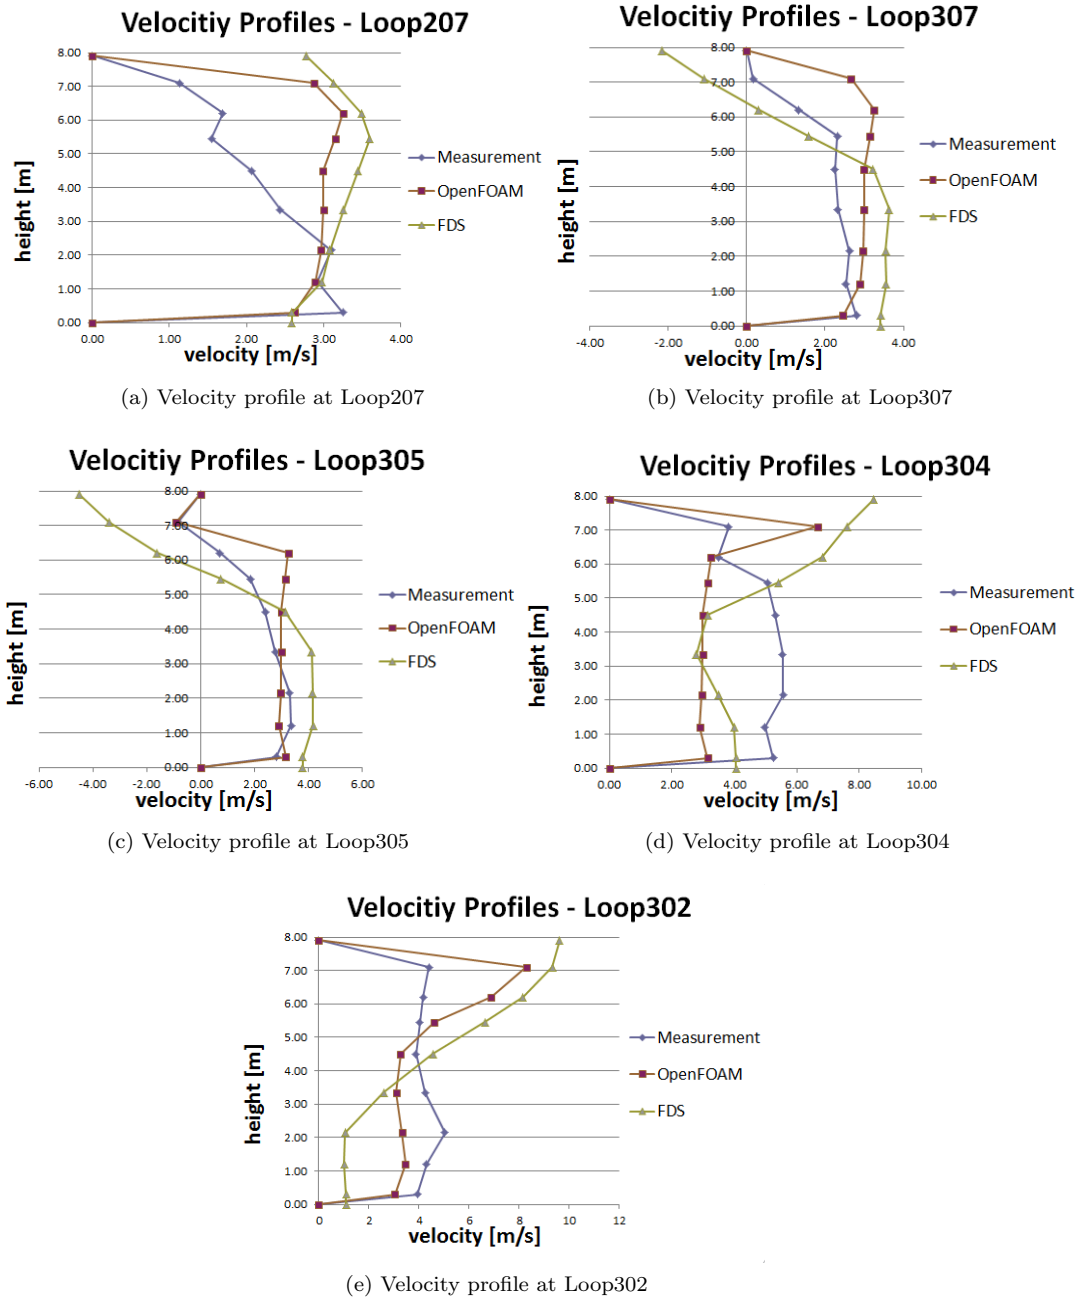 Velocitiy Profiles - Loop207
8.00
7.00
6.00
5.00
4.00
3.00
2.00
1.00
0.00
0.00 1.00 2.00 3.00 4.00
height [m]
velocity [m/s]
Measurement
OpenFOAM
FDS
(a) Velocity profile at Loop207
Velocitiy Profiles - Loop307
8.00
7.00
6.00
5.00
4.00
3.00
2.00
1.00
0.00
-4.00 -2.00 0.00 2.00 4.00
height [m]
velocity [m/s]
Measurement
OpenFOAM
FDS
(b) Velocity profile at Loop307
Velocitiy Profiles - Loop305
8.00
7.00
6.00
5.00
4.00
3.00
2.00
1.00
0.00
-6.00 -4.00 -2.00 0.00 2.00 4.00 6.00
height [m]
velocity [m/s]
Measurement
OpenFOAM
FDS
(c) Velocity profile at Loop305
Velocitiy Profiles - Loop304
8.00
7.00
6.00
5.00
4.00
3.00
2.00
1.00
0.00
0.00 2.00 4.00 6.00 8.00 10.00
height [m]
velocity [m/s]
Measurement
OpenFOAM
FDS
(d) Velocity profile at Loop304
Velocitiy Profiles - Loop302
8.00
7.00
6.00
5.00
4.00
3.00
2.00
1.00
0.00
0 2 4 6 8 10 12
height [m]
velocity [m/s]
Measurement
OpenFOAM
FDS
(e) Velocity profile at Loop302